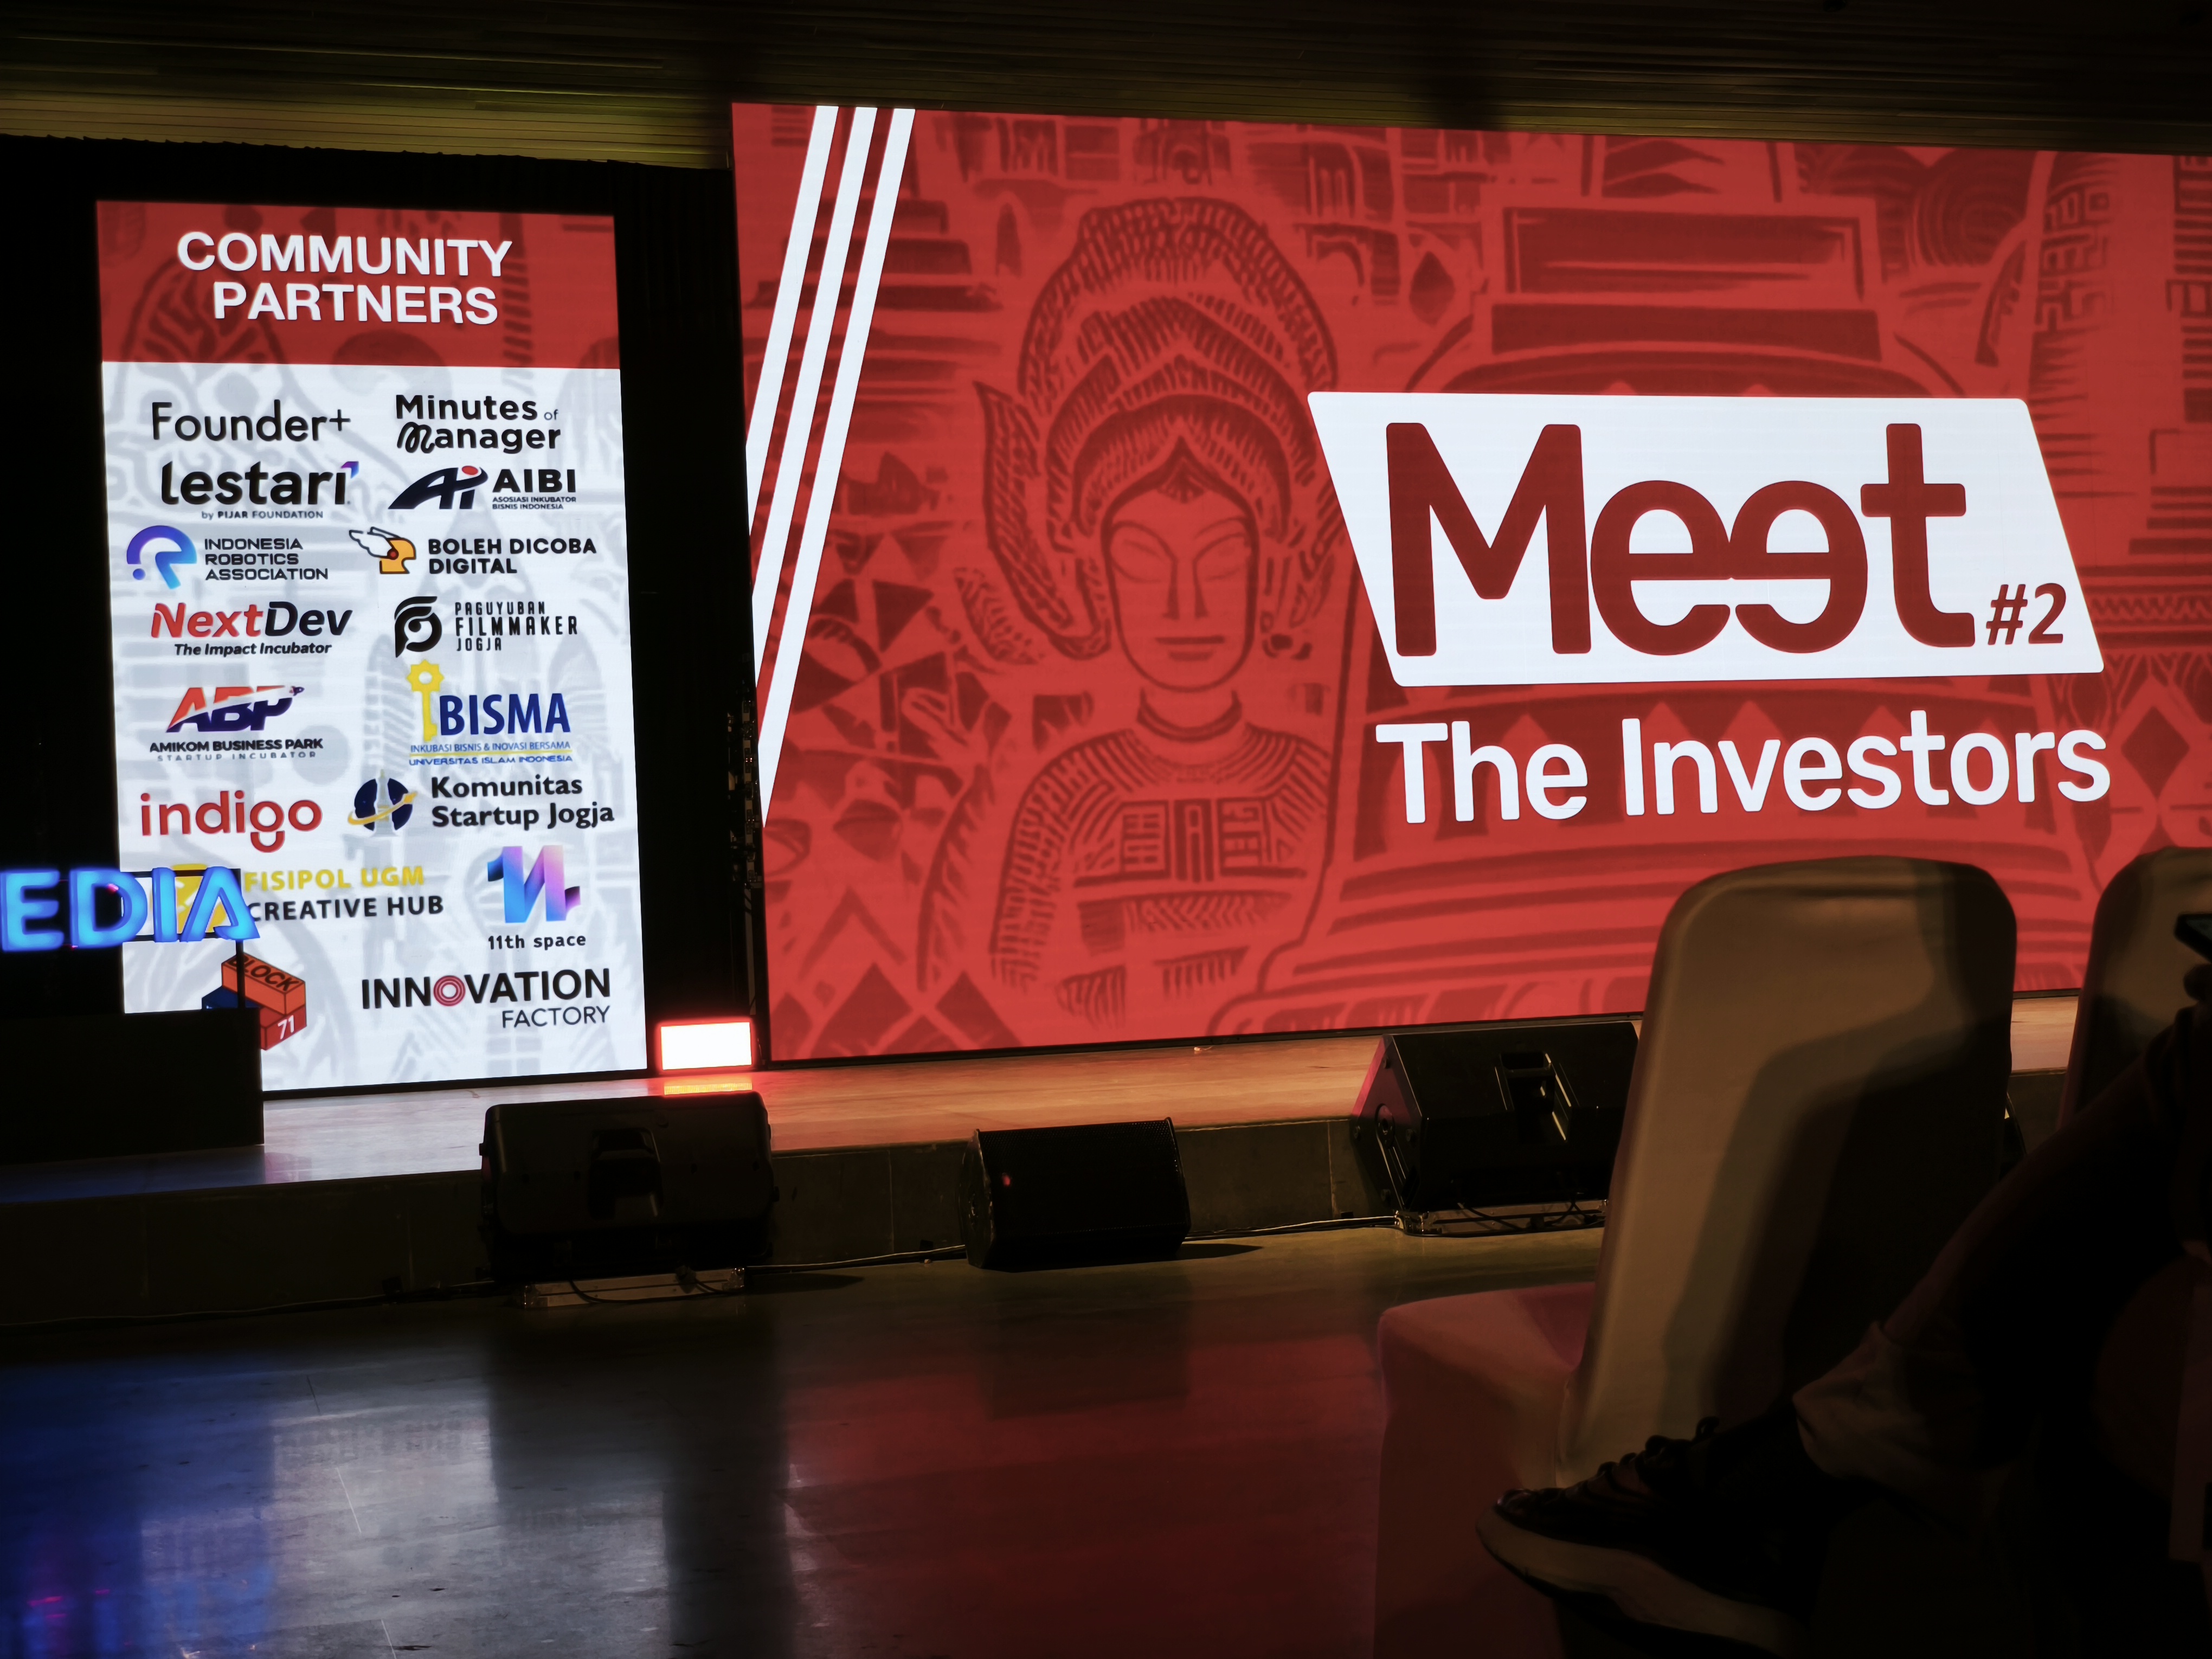 COMMUNITY
PARTNERS
Founder+
Minutes of
Manager
lestari
by PIJAR FOUNDATION
AIBI
ASOSIASI INKUBATOR
BISNIS INDONESIA
INDONESIA
ROBOTICS
ASSOCIATION
BOLEH DICOBA
DIGITAL
NextDev
The Impact Incubator
PAGUYUBAN
FILMMAKER
JOGJA
ABP
AMIKOM BUSINESS PARK
STARTUP INCUBATOR
IBISMA
INKUBASI BISNIS & INOVASI BERSAMA
UNIVERSITAS ISLAM INDONESIA
indigo
Komunitas
Startup Jogja
EDIA
FISIPOL UGM
CREATIVE HUB
11th space
BLOCK
71
INNOVATION
FACTORY
Meet #2
The Investors